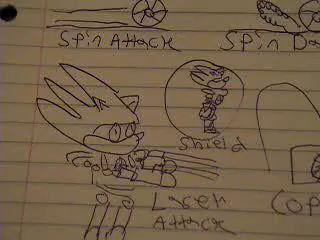 Spin Attack
Spin Da
Shield
Laser
Attack
Cop